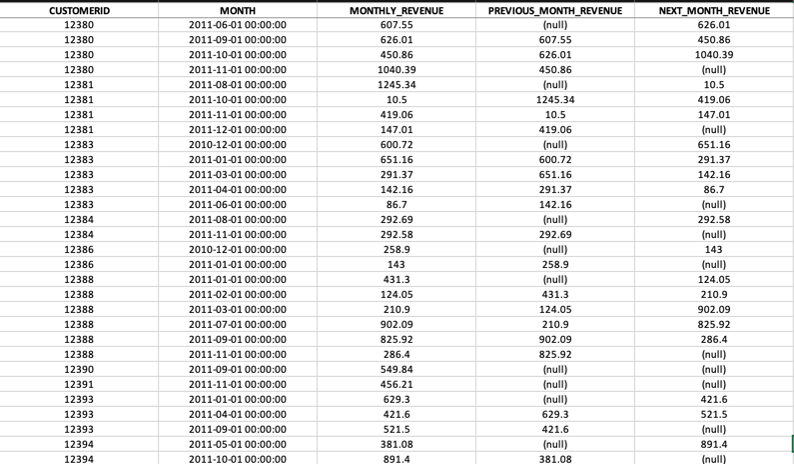 CUSTOMERID MONTH MONTHLY_REVENUE PREVIOUS_MONTH_REVENUE NEXT_MONTH_REVENUE
12380 2011-06-01 00:00:00 607.55 (null) 626.01
12380 2011-09-01 00:00:00 626.01 607.55 450.86
12380 2011-10-01 00:00:00 450.86 626.01 1040.39
12380 2011-11-01 00:00:00 1040.39 450.86 (null)
12381 2011-08-01 00:00:00 1245.34 (null) 10.5
12381 2011-10-01 00:00:00 10.5 1245.34 419.06
12381 2011-11-01 00:00:00 419.06 10.5 147.01
12381 2011-12-01 00:00:00 147.01 419.06 (null)
12383 2010-12-01 00:00:00 600.72 (null) 651.16
12383 2011-01-01 00:00:00 651.16 600.72 291.37
12383 2011-03-01 00:00:00 291.37 651.16 142.16
12383 2011-04-01 00:00:00 142.16 291.37 86.7
12383 2011-06-01 00:00:00 86.7 142.16 (null)
12384 2011-08-01 00:00:00 292.69 (null) 292.58
12384 2011-11-01 00:00:00 292.58 292.69 (null)
12386 2010-12-01 00:00:00 258.9 (null) 143
12386 2011-01-01 00:00:00 143 258.9 (null)
12388 2011-01-01 00:00:00 431.3 (null) 124.05
12388 2011-02-01 00:00:00 124.05 431.3 210.9
12388 2011-03-01 00:00:00 210.9 124.05 902.09
12388 2011-07-01 00:00:00 902.09 210.9 825.92
12388 2011-09-01 00:00:00 825.92 902.09 286.4
12388 2011-11-01 00:00:00 286.4 825.92 (null)
12390 2011-09-01 00:00:00 549.84 (null) (null)
12391 2011-11-01 00:00:00 456.21 (null) (null)
12393 2011-01-01 00:00:00 629.3 (null) 421.6
12393 2011-04-01 00:00:00 421.6 629.3 521.5
12393 2011-09-01 00:00:00 521.5 421.6 (null)
12394 2011-05-01 00:00:00 381.08 (null) 891.4
12394 2011-10-01 00:00:00 891.4 381.08 (null)